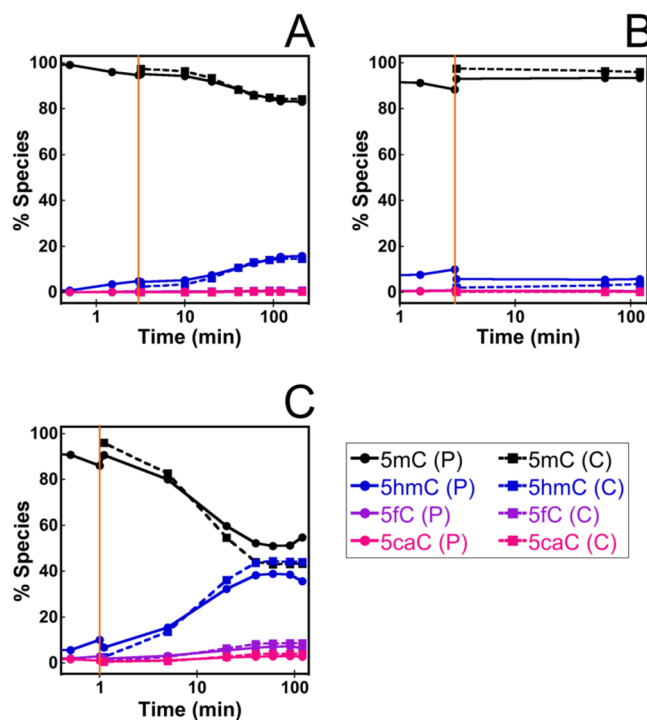 A
B
100
80
60
40
20
0
% Species
1
10
100
Time (min)
100
80
60
40
20
0
% Species
1
10
100
Time (min)
C
100
80
60
40
20
0
% Species
1
10
100
Time (min)
5mC (P) 5mC (C)
5hmC (P) 5hmC (C)
5fC (P) 5fC (C)
5caC (P) 5caC (C)